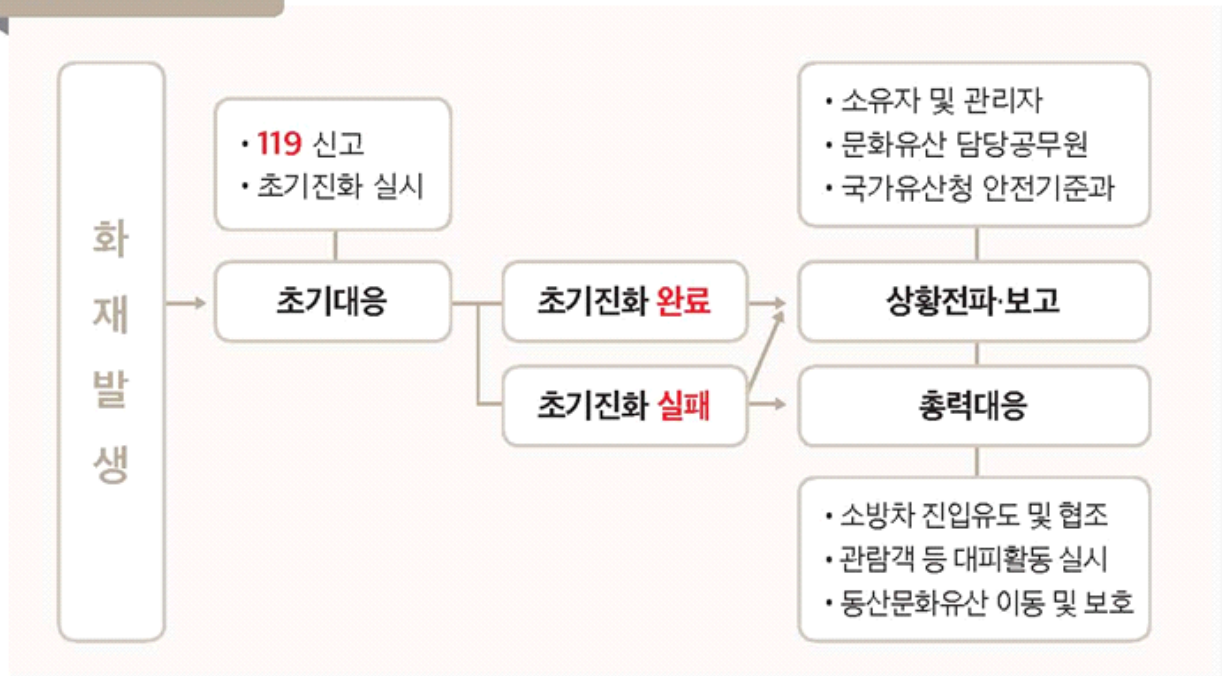 화
재
발
생
• 119 신고
• 초기진화 실시
초기대응
초기진화 완료
초기진화 실패
• 소유자 및 관리자
• 문화유산 담당공무원
• 국가유산청 안전기준과
상황전파·보고
총력대응
• 소방차 진입유도 및 협조
• 관람객 등 대피활동 실시
• 동산문화유산 이동 및 보호